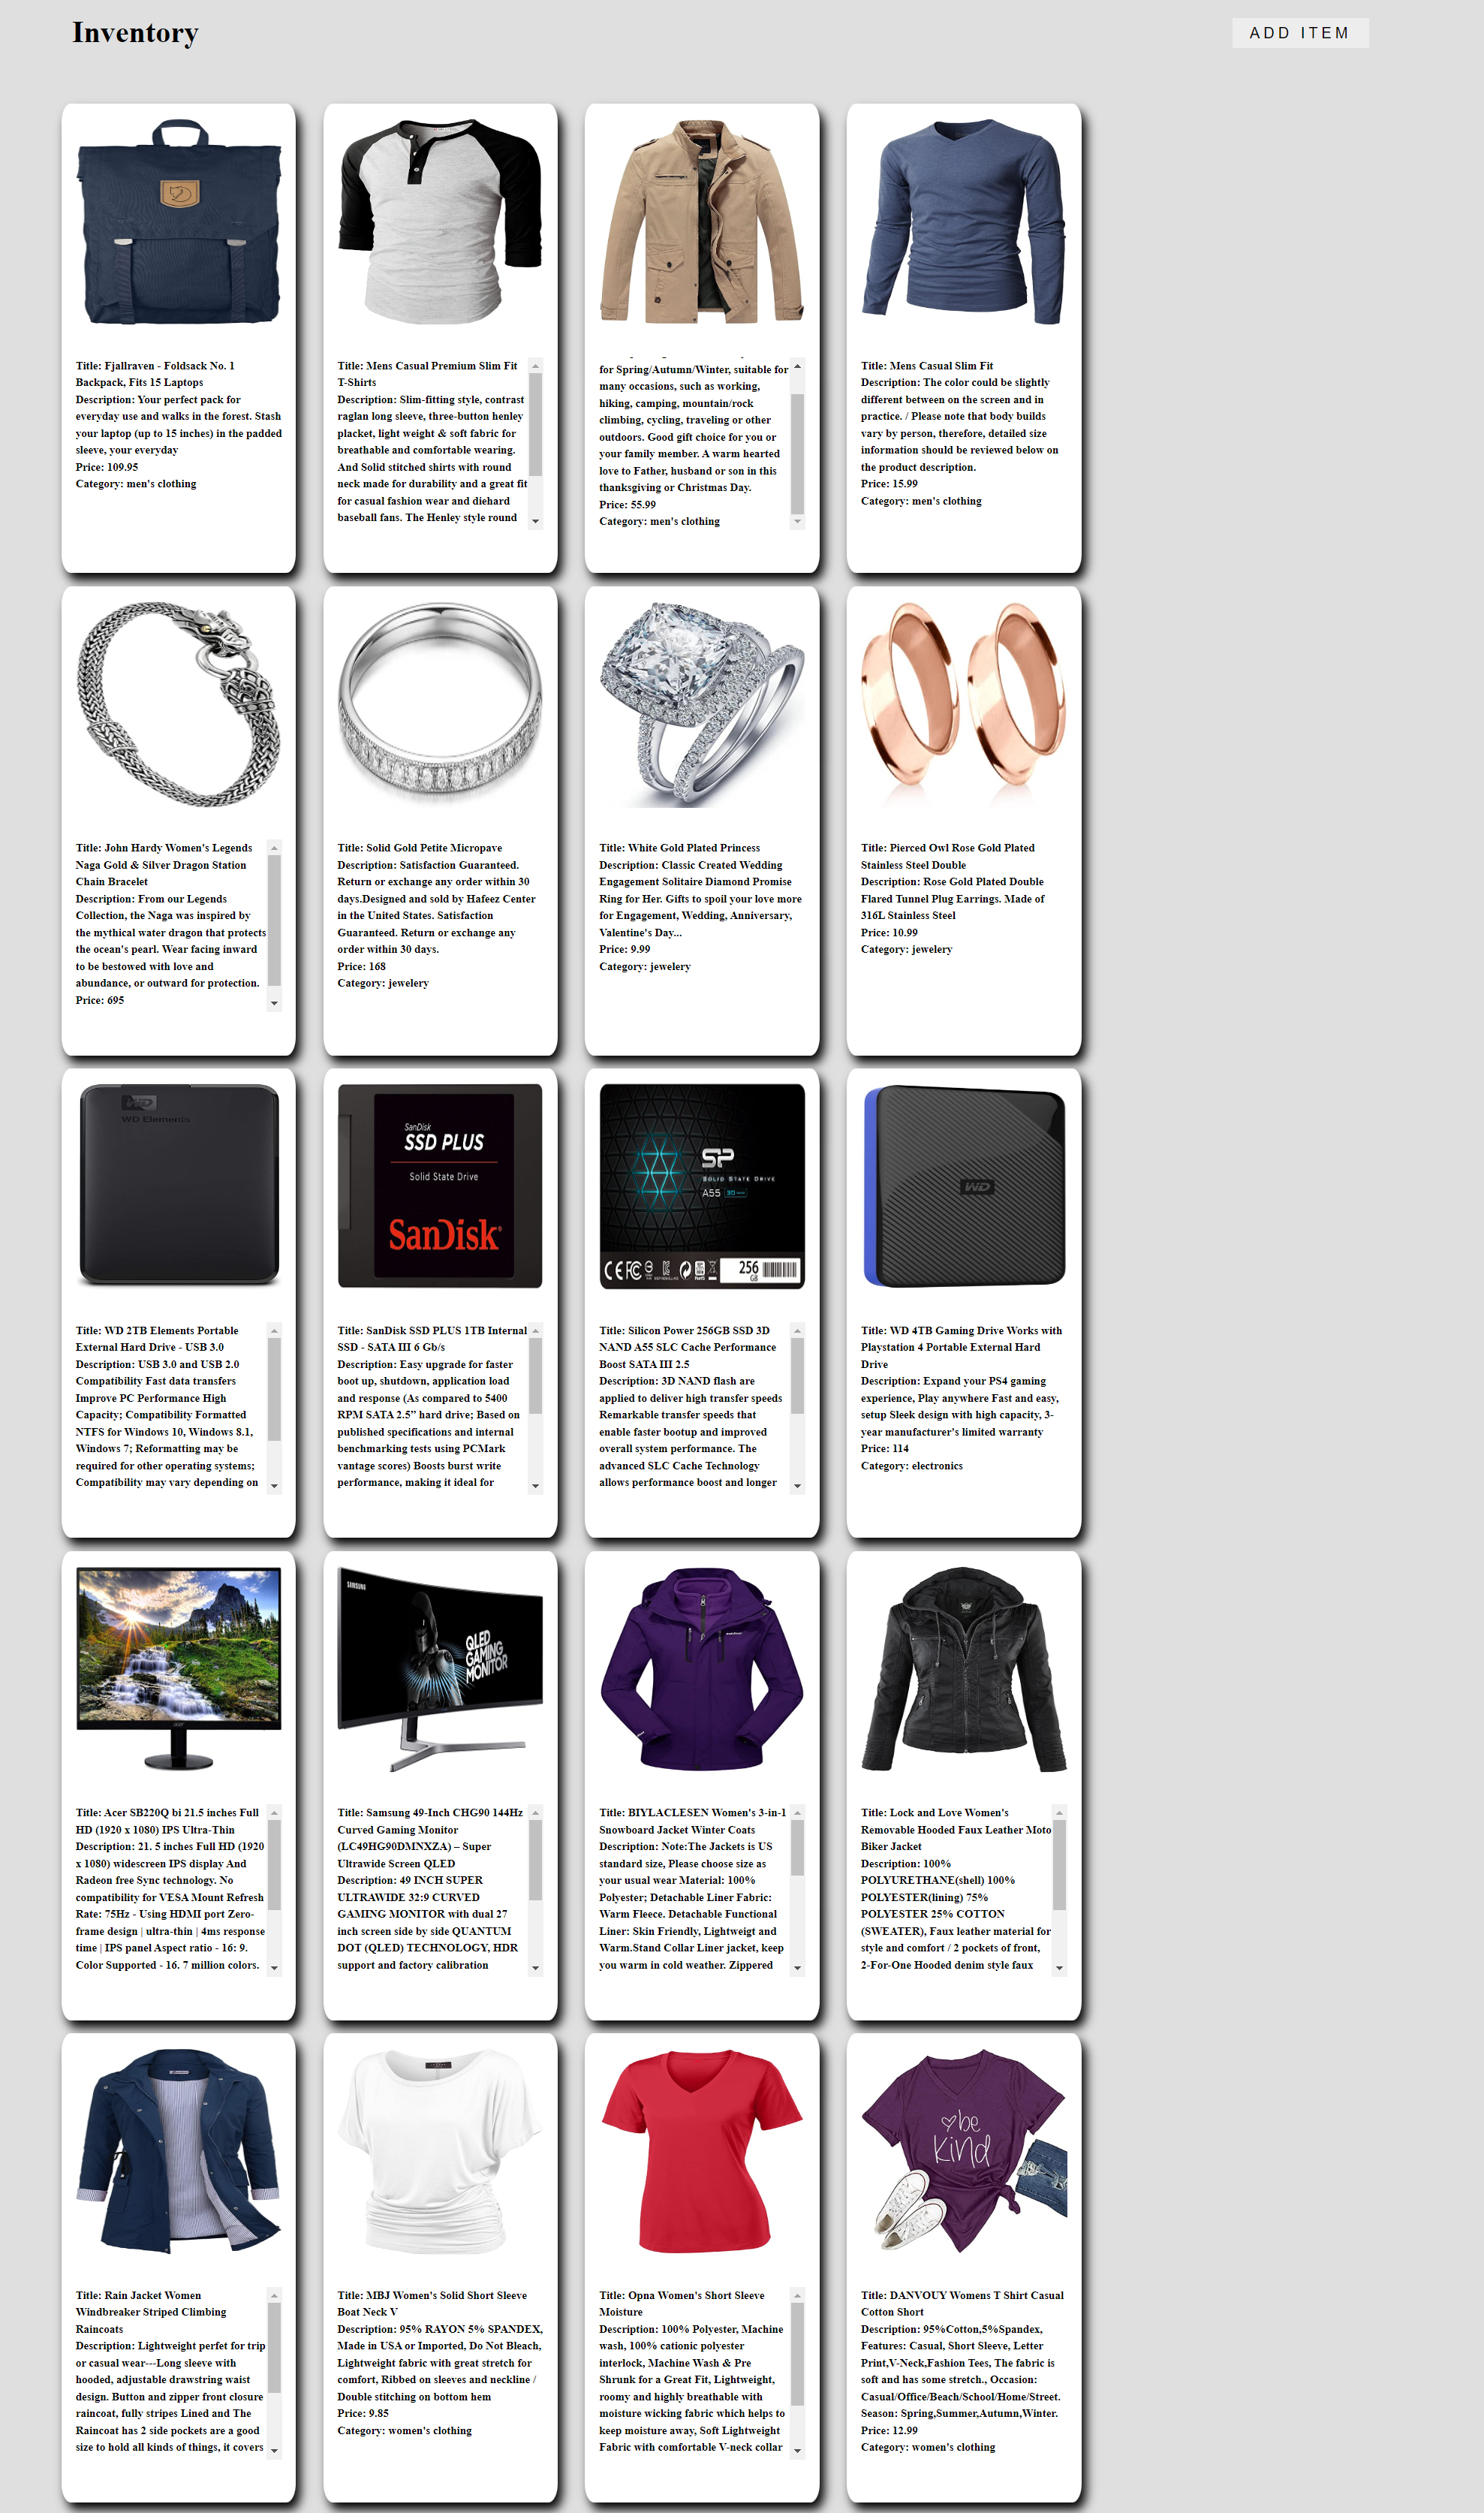 Inventory
ADD ITEM
Title: Fjallraven - Foldsack No. 1
Backpack, Fits 15 Laptops
Description: Your perfect pack for
everyday use and walks in the forest. Stash
your laptop (up to 15 inches) in the padded
sleeve, your everyday
Price: 109.95
Category: men's clothing
Title: Mens Casual Premium Slim Fit
T-Shirts
Description: Slim-fitting style, contrast
raglan long sleeve, three-button henley
placket, light weight & soft fabric for
breathable and comfortable wearing.
And Solid stitched shirts with round
neck made for durability and a great fit
for casual fashion wear and diehard
baseball fans. The Henley style round
for Spring/Autumn/Winter, suitable for
many occasions, such as working,
hiking, camping, mountain/rock
climbing, cycling, traveling or other
outdoors. Good gift choice for you or
your family member. A warm hearted
love to Father, husband or son in this
thanksgiving or Christmas Day.
Price: 55.99
Category: men's clothing
Title: Mens Casual Slim Fit
Description: The color could be slightly
different between on the screen and in
practice. / Please note that body builds
vary by person, therefore, detailed size
information should be reviewed below on
the product description.
Price: 15.99
Category: men's clothing
Title: John Hardy Women's Legends
Naga Gold & Silver Dragon Station
Chain Bracelet
Description: From our Legends
Collection, the Naga was inspired by
the mythical water dragon that protects
the ocean's pearl. Wear facing inward
to be bestowed with love and
abundance, or outward for protection.
Price: 695
Title: Solid Gold Petite Micropave
Description: Satisfaction Guaranteed.
Return or exchange any order within 30
days.Designed and sold by Hafeez Center
in the United States. Satisfaction
Guaranteed. Return or exchange any
order within 30 days.
Price: 168
Category: jewelery
Title: White Gold Plated Princess
Description: Classic Created Wedding
Engagement Solitaire Diamond Promise
Ring for Her. Gifts to spoil your love more
for Engagement, Wedding, Anniversary,
Valentine's Day...
Price: 9.99
Category: jewelery
Title: Pierced Owl Rose Gold Plated
Stainless Steel Double
Description: Rose Gold Plated Double
Flared Tunnel Plug Earrings. Made of
316L Stainless Steel
Price: 10.99
Category: jewelery
WD
WD Elements
SanDisk
SSD PLUS
Solid State Drive
SanDisk
SP
SOLID STATE DRIVE
A55
256
GB
WD
Title: WD 2TB Elements Portable
External Hard Drive - USB 3.0
Description: USB 3.0 and USB 2.0
Compatibility Fast data transfers
Improve PC Performance High
Capacity; Compatibility Formatted
NTFS for Windows 10, Windows 8.1,
Windows 7; Reformatting may be
required for other operating systems;
Compatibility may vary depending on
Title: SanDisk SSD PLUS 1TB Internal
SSD - SATA III 6 Gb/s
Description: Easy upgrade for faster
boot up, shutdown, application load
and response (As compared to 5400
RPM SATA 2.5” hard drive; Based on
published specifications and internal
benchmarking tests using PCMark
vantage scores) Boosts burst write
performance, making it ideal for
Title: Silicon Power 256GB SSD 3D
NAND A55 SLC Cache Performance
Boost SATA III 2.5
Description: 3D NAND flash are
applied to deliver high transfer speeds
Remarkable transfer speeds that
enable faster bootup and improved
overall system performance. The
advanced SLC Cache Technology
allows performance boost and longer
Title: WD 4TB Gaming Drive Works with
Playstation 4 Portable External Hard
Drive
Description: Expand your PS4 gaming
experience, Play anywhere Fast and easy,
setup Sleek design with high capacity, 3-
year manufacturer's limited warranty
Price: 114
Category: electronics
acer
SAMSUNG
QLED
GAMING
MONITOR
Title: Acer SB220Q bi 21.5 inches Full
HD (1920 x 1080) IPS Ultra-Thin
Description: 21. 5 inches Full HD (1920
x 1080) widescreen IPS display And
Radeon free Sync technology. No
compatibility for VESA Mount Refresh
Rate: 75Hz - Using HDMI port Zero-
frame design | ultra-thin | 4ms response
time | IPS panel Aspect ratio - 16: 9.
Color Supported - 16. 7 million colors.
Title: Samsung 49-Inch CHG90 144Hz
Curved Gaming Monitor
(LC49HG90DMNXZA) – Super
Ultrawide Screen QLED
Description: 49 INCH SUPER
ULTRAWIDE 32:9 CURVED
GAMING MONITOR with dual 27
inch screen side by side QUANTUM
DOT (QLED) TECHNOLOGY, HDR
support and factory calibration
Title: BIYLACLESEN Women's 3-in-1
Snowboard Jacket Winter Coats
Description: Note:The Jackets is US
standard size, Please choose size as
your usual wear Material: 100%
Polyester; Detachable Liner Fabric:
Warm Fleece. Detachable Functional
Liner: Skin Friendly, Lightweigt and
Warm.Stand Collar Liner jacket, keep
you warm in cold weather. Zippered
Title: Lock and Love Women's
Removable Hooded Faux Leather Moto
Biker Jacket
Description: 100%
POLYURETHANE(shell) 100%
POLYESTER(lining) 75%
POLYESTER 25% COTTON
(SWEATER), Faux leather material for
style and comfort / 2 pockets of front,
2-For-One Hooded denim style faux
be
kind
Title: Rain Jacket Women
Windbreaker Striped Climbing
Raincoats
Description: Lightweight perfet for trip
or casual wear---Long sleeve with
hooded, adjustable drawstring waist
design. Button and zipper front closure
raincoat, fully stripes Lined and The
Raincoat has 2 side pockets are a good
size to hold all kinds of things, it covers
Title: MBJ Women's Solid Short Sleeve
Boat Neck V
Description: 95% RAYON 5% SPANDEX,
Made in USA or Imported, Do Not Bleach,
Lightweight fabric with great stretch for
comfort, Ribbed on sleeves and neckline /
Double stitching on bottom hem
Price: 9.85
Category: women's clothing
Title: Opna Women's Short Sleeve
Moisture
Description: 100% Polyester, Machine
wash, 100% cationic polyester
interlock, Machine Wash & Pre
Shrunk for a Great Fit, Lightweight,
roomy and highly breathable with
moisture wicking fabric which helps to
keep moisture away, Soft Lightweight
Fabric with comfortable V-neck collar
Title: DANVOUY Womens T Shirt Casual
Cotton Short
Description: 95%Cotton,5%Spandex,
Features: Casual, Short Sleeve, Letter
Print,V-Neck,Fashion Tees, The fabric is
soft and has some stretch., Occasion:
Casual/Office/Beach/School/Home/Street.
Season: Spring,Summer,Autumn,Winter.
Price: 12.99
Category: women's clothing